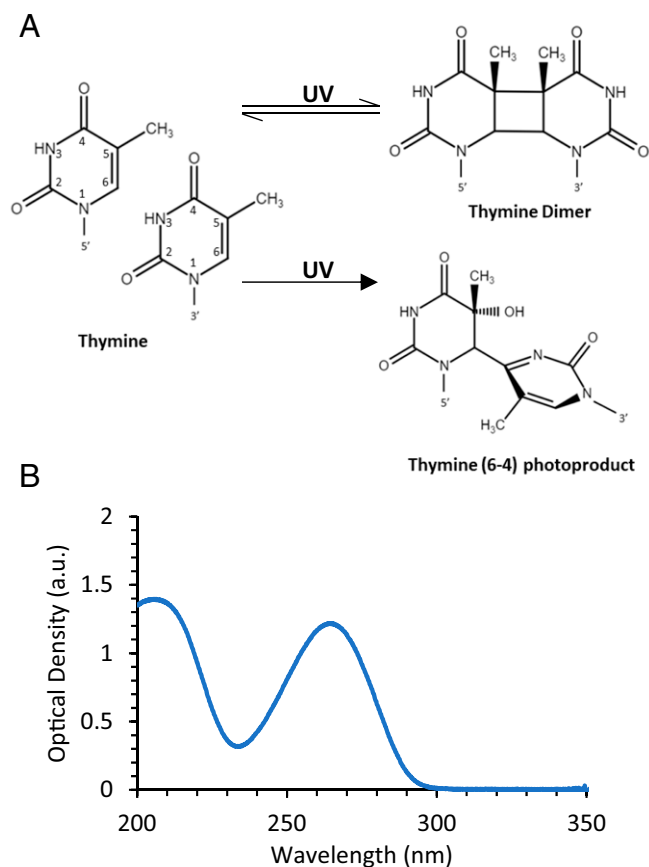 A
O
CH₃
NH
3
4
5
2
1
6
O
N
5'
O
CH₃
NH
3
4
5
2
1
6
O
N
3'
Thymine
UV
UV
O
CH₃
CH₃
O
HN
NH
O
N
N
O
5'
3'
Thymine Dimer
O
CH₃
HN
OH
O
N
N
O
5'
N
H₃C
3'
Thymine (6-4) photoproduct
B
Optical Density (a.u.)
2
1.5
1
0.5
0
200
250
300
350
Wavelength (nm)